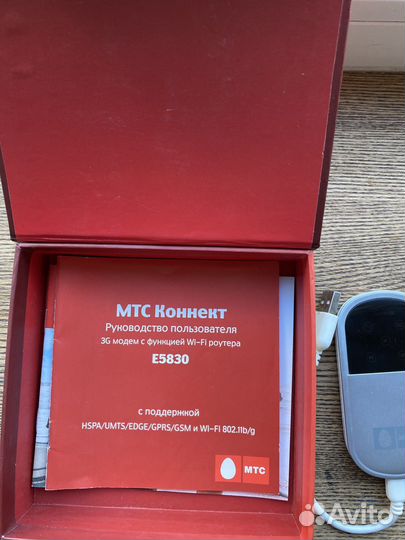 МТС Коннект
Руководство пользователя
3G модем с функцией Wi-Fi роутера
E5830
с поддержкой
HSPA/UMTS/EDGE/GPRS/GSM и Wi-Fi 802.11b/g
МТС
Avito